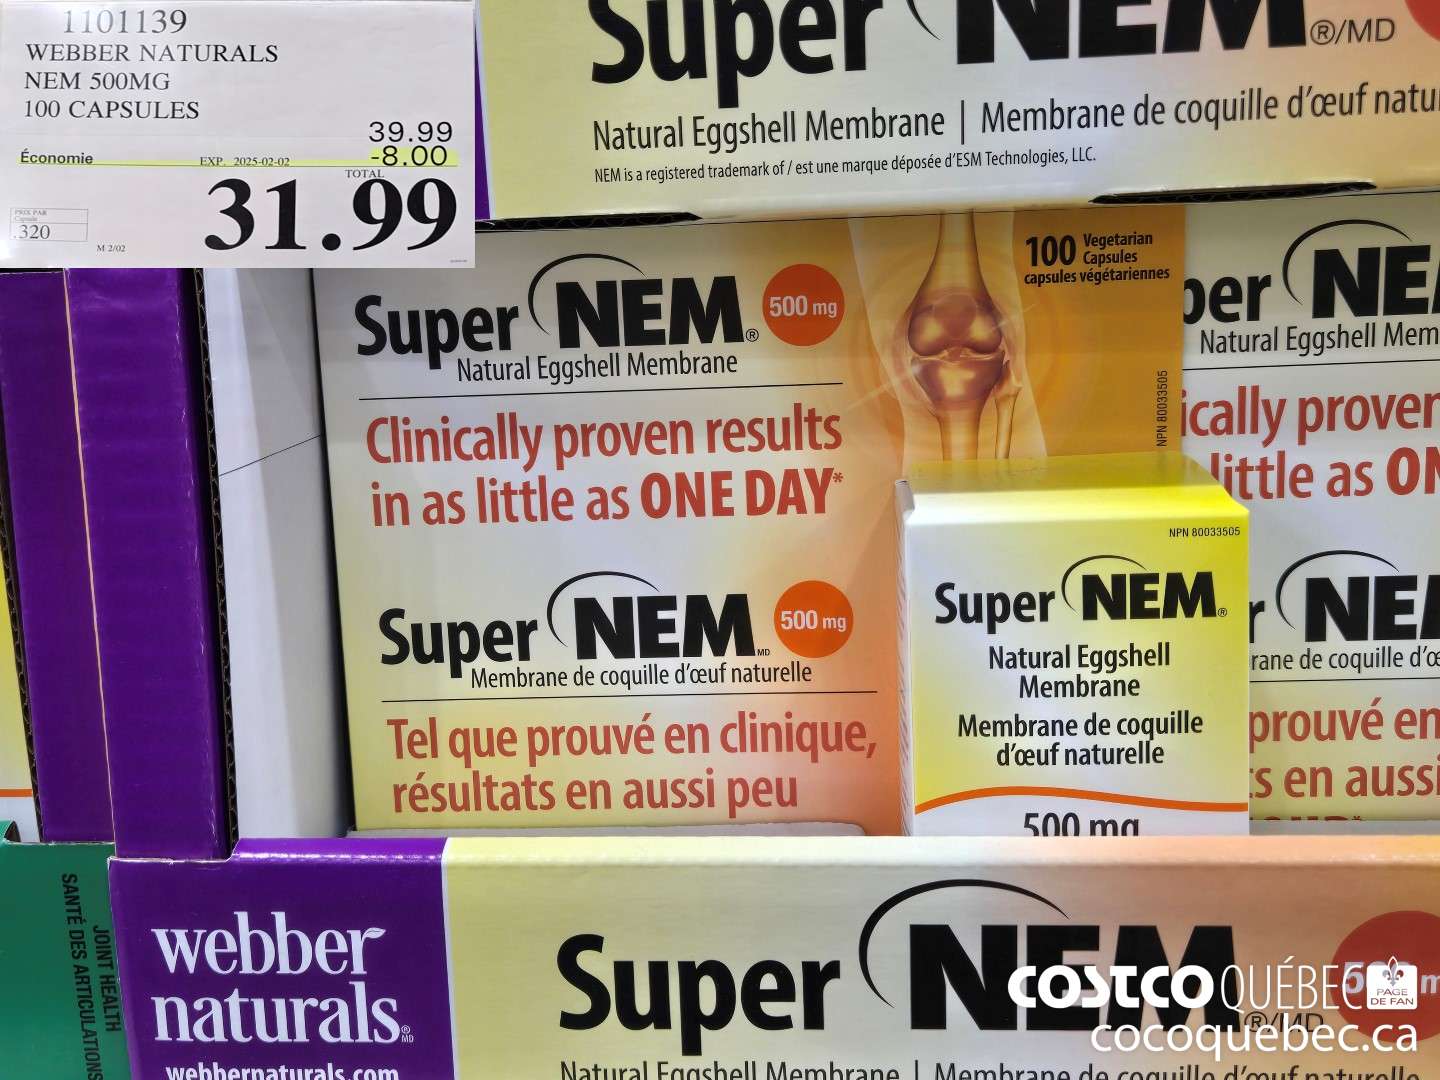 1101139
WEBBER NATURALS
NEM 500MG
100 CAPSULES
39.99
Économie EXP. 2025-02-02 -8.00
TOTAL
31.99
PRIX PAR
Capsule
.320
M 2/02
Super NEM ®/MD
Natural Eggshell Membrane | Membrane de coquille d'œuf natu
NEM is a registered trademark of / est une marque déposée d'ESM Technologies, LLC.
Super NEM® 500 mg
Natural Eggshell Membrane
100 Vegetarian
Capsules
capsules végétariennes
NPN 80033505
Clinically proven results
in as little as ONE DAY*
Super NEM MD 500 mg
Membrane de coquille d'œuf naturelle
Tel que prouvé en clinique,
résultats en aussi peu
NPN 80033505
Super NEM®
Natural Eggshell
Membrane
Membrane de coquille
d'œuf naturelle
500 mg
per NE
Natural Eggshell Mem
ically proven
little as ON
r NE
rane de coquille d'œ
prouvé en
ts en aussi
JOINT HEALTH
SANTÉ DES ARTICULATIONS
webber
naturals® MD
webbernaturals.com
Super NEM ®/MD
Natural Eggshell Membrane | Membrane de coquille d'œuf naturelle
COSTCO QUÉBEC PAGE
DE FAN
cocoquebec.ca